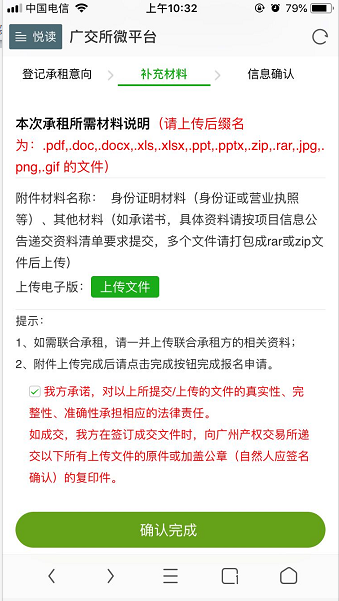 中国电信 上午10:32 79%
悦读 广交所微平台
登记承租意向 补充材料 信息确认
本次承租所需材料说明（请上传后缀名
为：.pdf,.doc,.docx,.xls,.xlsx,.ppt,.pptx,.zip,.rar,.jpg,.
png,.gif 的文件）
附件材料名称： 身份证明材料（身份证或营业执照
等）、其他材料（如承诺书，具体资料请按项目信息公
告递交资料清单要求提交，多个文件请打包成rar或zip文
件后上传）
上传电子版： 上传文件
提示：
1、如需联合承租，请一并上传联合承租方的相关资料；
2、附件上传完成后请点击完成按钮完成报名申请。
我方承诺，对以上所提交/上传的文件的真实性、完
整性、准确性承担相应的法律责任。
如成交，我方在签订成交文件时，向广州产权交易所递
交以下所有上传文件的原件或加盖公章（自然人应签名
确认）的复印件。
确认完成